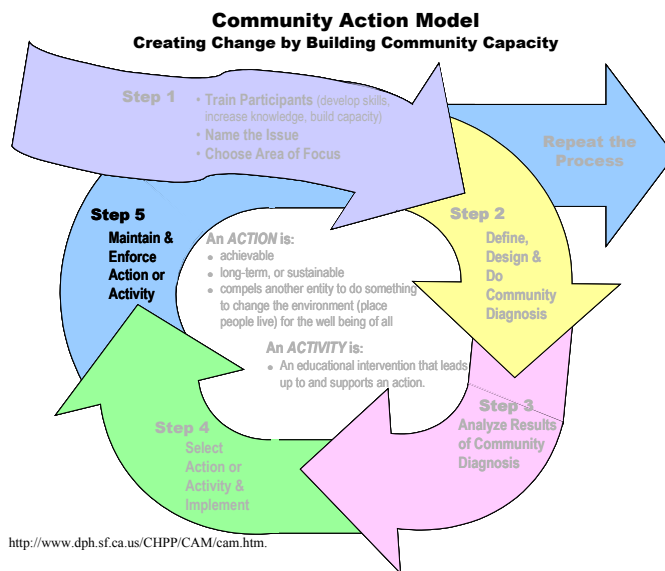 Community Action Model
Creating Change by Building Community Capacity
Step 1
• Train Participants (develop skills,
increase knowledge, build capacity)
• Name the Issue
• Choose Area of Focus
Repeat the
Process
Step 2
Define,
Design &
Do
Community
Diagnosis
Step 3
Analyze Results
of Community
Diagnosis
Step 4
Select
Action or
Activity &
Implement
Step 5
Maintain &
Enforce
Action or
Activity
An ACTION is:
• achievable
• long-term, or sustainable
• compels another entity to do something
to change the environment (place
people live) for the well being of all
An ACTIVITY is:
• An educational intervention that leads
up to and supports an action.
http://www.dph.sf.ca.us/CHPP/CAM/cam.htm.